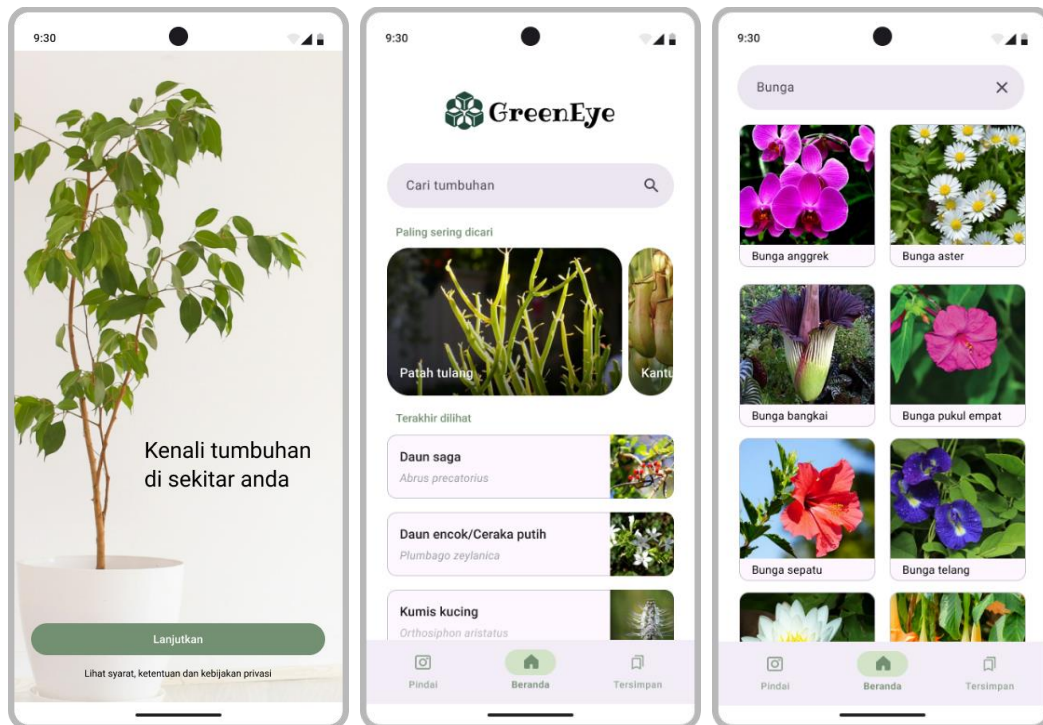 9:30
Kenali tumbuhan
di sekitar anda
Lanjutkan
Lihat syarat, ketentuan dan kebijakan privasi
9:30
GreenEye
Cari tumbuhan
Paling sering dicari
Patah tulang
Kantu
Terakhir dilihat
Daun saga
Abrus precatorius
Daun encok/Ceraka putih
Plumbago zeylanica
Kumis kucing
Orthosiphon aristatus
Pindai
Beranda
Tersimpan
9:30
Bunga
Bunga anggrek
Bunga aster
Bunga bangkai
Bunga pukul empat
Bunga sepatu
Bunga telang
Pindai
Beranda
Tersimpan